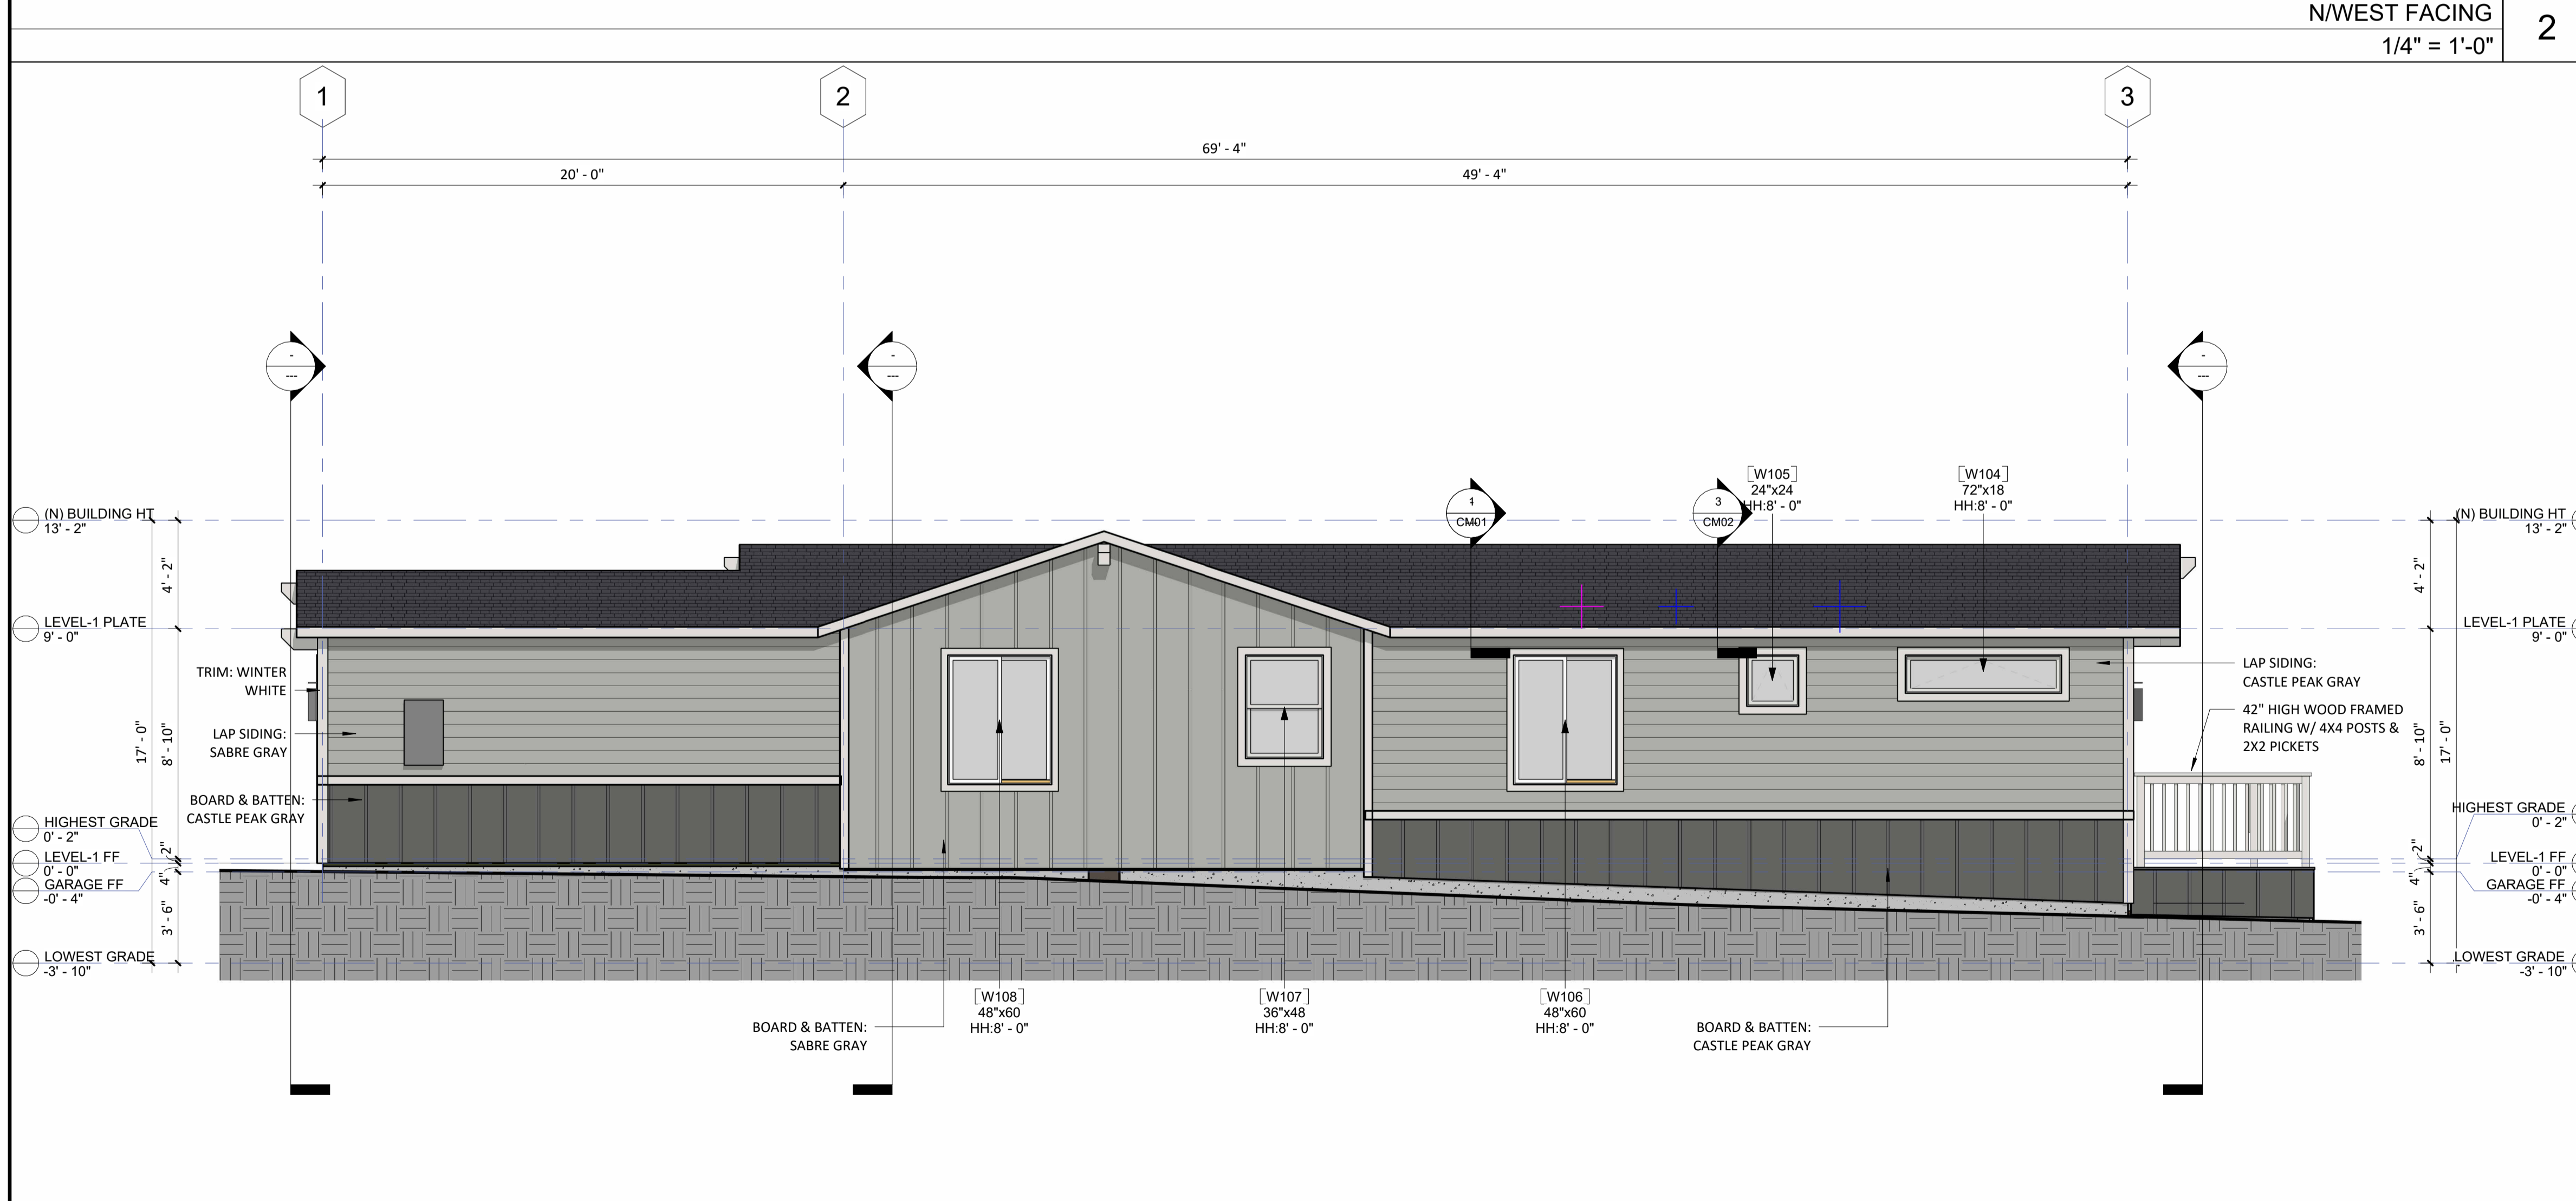 N/WEST FACING
2
1/4" = 1'-0"
1
2
3
69' - 4"
20' - 0"
49' - 4"
-
---
-
---
-
---
[W105]
24"x24
HH:8' - 0"
[W104]
72"x18
HH:8' - 0"
1
CM01
3
CM02
(N) BUILDING HT
13' - 2"
(N) BUILDING HT
13' - 2"
4' - 2"
4' - 2"
LEVEL-1 PLATE
9' - 0"
LEVEL-1 PLATE
9' - 0"
TRIM: WINTER
WHITE
LAP SIDING:
CASTLE PEAK GRAY
LAP SIDING:
SABRE GRAY
42" HIGH WOOD FRAMED
RAILING W/ 4X4 POSTS &
2X2 PICKETS
17' - 0"
8' - 10"
8' - 10"
17' - 0"
BOARD & BATTEN:
CASTLE PEAK GRAY
HIGHEST GRADE
0' - 2"
HIGHEST GRADE
0' - 2"
2"
2"
LEVEL-1 FF
0' - 0"
LEVEL-1 FF
0' - 0"
4"
4"
GARAGE FF
-0' - 4"
GARAGE FF
-0' - 4"
3' - 6"
3' - 6"
LOWEST GRADE
-3' - 10"
LOWEST GRADE
-3' - 10"
[W108]
48"x60
HH:8' - 0"
[W107]
36"x48
HH:8' - 0"
[W106]
48"x60
HH:8' - 0"
BOARD & BATTEN:
SABRE GRAY
BOARD & BATTEN:
CASTLE PEAK GRAY